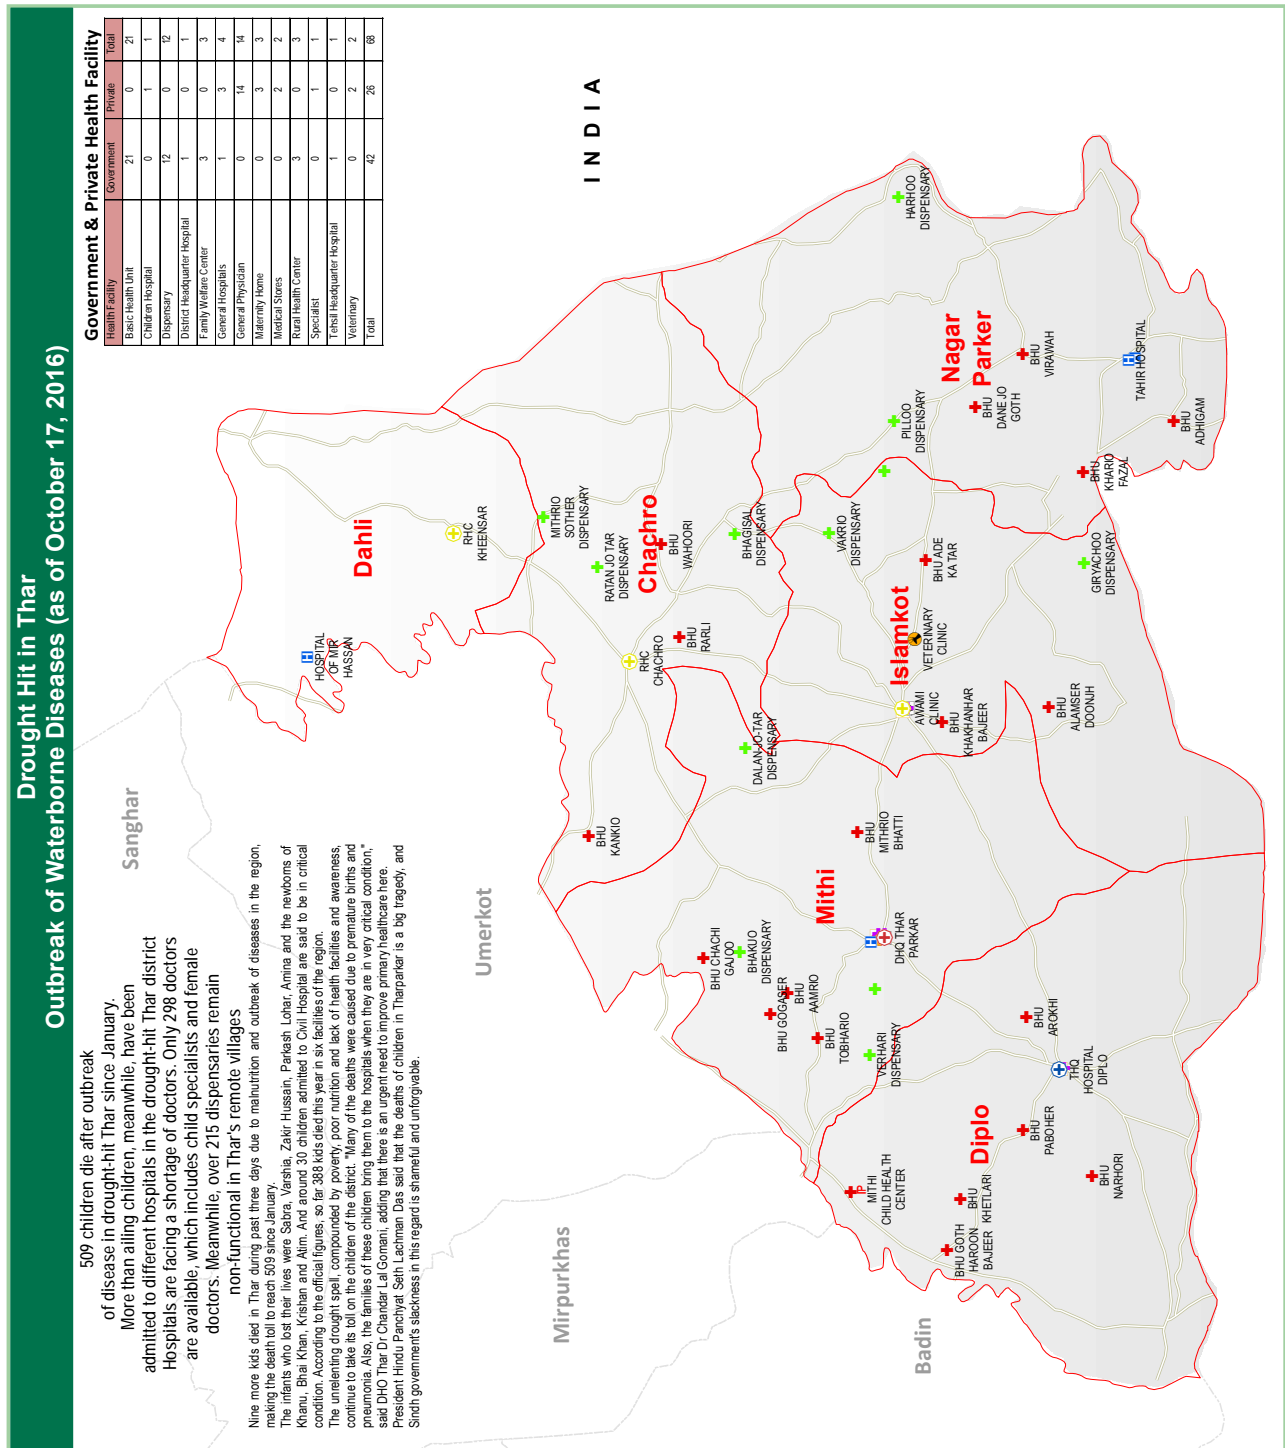 Drought Hit in Thar
Outbreak of Waterborne Diseases (as of October 17, 2016)
509 children die after outbreak
of disease in drought-hit Thar since January.
More than ailing children, meanwhile, have been
admitted to different hospitals in the drought-hit Thar district
Hospitals are facing a shortage of doctors. Only 298 doctors
are available, which includes child specialists and female
doctors. Meanwhile, over 215 dispensaries remain
non-functional in Thar's remote villages
Nine more kids died in Thar during past three days due to malnutrition and outbreak of diseases in the region,
making the death toll to reach 509 since January.
The infants who lost their lives were Sabra, Varshia, Zakir Hussain, Parkash Lohar, Amina and the newborns of
Khanu, Bhai Khan, Krishan and Atim. And around 30 children admitted to Civil Hospital are said to be in critical
condition. According to the official figures, so far 388 kids died this year in six facilities of the region.
The unrelenting drought spell, compounded by poverty, poor nutrition and lack of health facilities and awareness,
continue to take its toll on the children of the district. "Many of the deaths were caused due to premature births and
pneumonia. Also, the families of these children bring them to the hospitals when they are in very critical condition,"
said DHO Thar Dr Chandar Lal Gomani, adding that there is an urgent need to improve primary healthcare here.
President Hindu Panchyat Seth Lachman Das said that the deaths of children in Tharparkar is a big tragedy, and
Sindh government's slackness in this regard is shameful and unforgivable.
Government & Private Health Facility
Health Facility Government Private Total
Basic Health Unit 21 0 21
Children Hospital 0 1 1
Dispensary 12 0 12
District Headquarter Hospital 1 0 1
Family Welfare Center 3 0 3
General Hospitals 1 3 4
General Physician 0 14 14
Maternity Home 0 3 3
Medical Stores 0 2 2
Rural Health Center 3 0 3
Specialist 0 1 1
Tehsil Headquarter Hospital 1 0 1
Veterinary 0 2 2
Total 42 26 68
INDIA
Sanghar
Umerkot
Mirpurkhas
Badin
Dahli
HOSPITAL
OF MIR
HASSAN
RHC
KHEENSAR
Chachro
MITHRIO
SOTHER
DISPENSARY
RATAN JO TAR
DISPENSARY
BHU
WAHOORI
BHU
RARLI
RHC
CHACHRO
BHU
KANKIO
BHAGISAL
DISPENSARY
DALAN-JO-TAR
DISPENSARY
Nagar
Parker
HARHOO
DISPENSARY
PILLOO
DISPENSARY
BHU
DANE JO
GOTH
BHU
VIRAWAH
TAHIR HOSPITAL
BHU
ADHIGAM
BHU
KHARIO
FAZAL
Islamkot
VAKRIO
DISPENSARY
BHU ADE
KA TAR
GIRYACHOO
DISPENSARY
VETERINARY
CLINIC
AWAMI
CLINIC
BHU
KHAKHANHAR
BAJEER
BHU
ALAMSER
DOONJH
Mithi
BHU
MITHRIO
BHATTI
DHQ THAR
PARKAR
BHU CHACHI
GAJOO
BHAKUO
DISPENSARY
BHU GOGASER
BHU
AAMRIO
BHU
TOBHARIO
VERHARI
DISPENSARY
MITHI
CHILD HEALTH
CENTER
Diplo
BHU
AROKHI
THQ
HOSPITAL
DIPLO
BHU
PABOHER
BHU
NARHORI
BHU
KHETLARI
BHU GOTH
HAROON
BAJEER